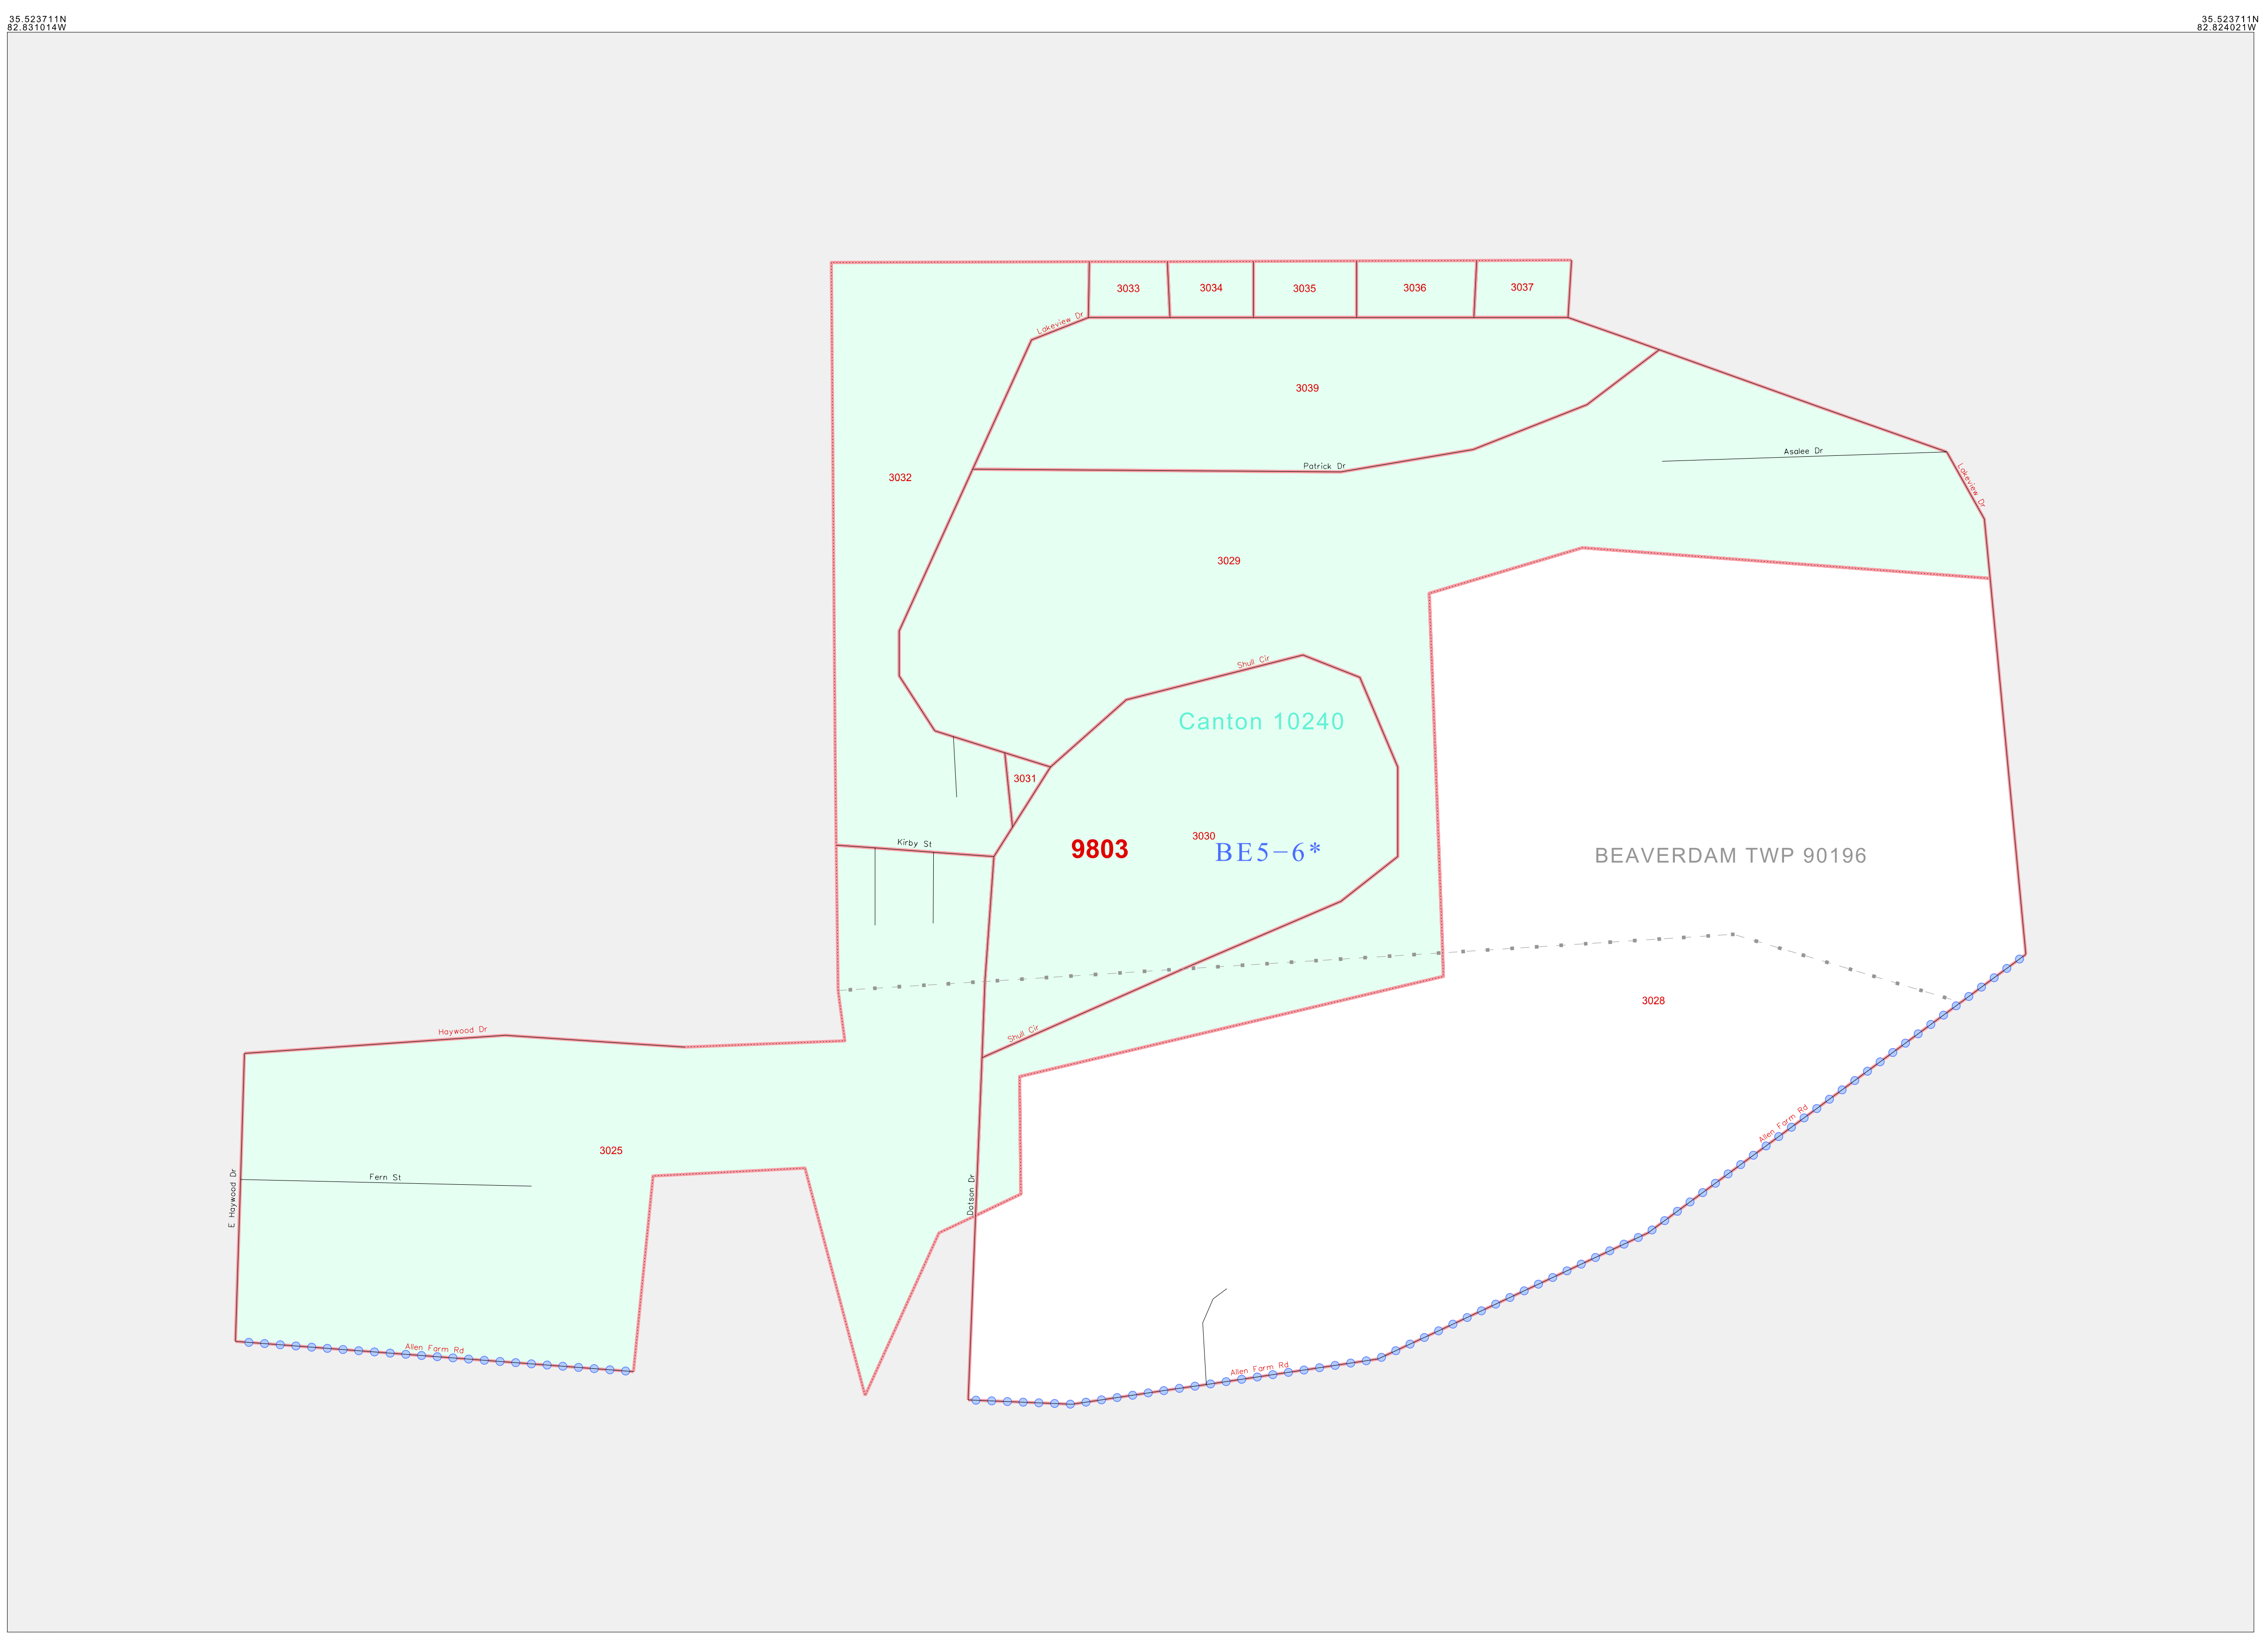 35.523711N
82.831014W
35.523711N
82.824021W
3033
3034
3035
3036
3037
Lakeview Dr
3039
Patrick Dr
Asalee Dr
Lakeview Dr
3032
3029
Shull Cir
Canton 10240
3031
3030
Kirby St
9803
BE5-6*
BEAVERDAM TWP 90196
3028
Haywood Dr
Shull Cir
Allen Farm Rd
3025
Fern St
E Haywood Dr
Dotson Dr
Allen Farm Rd
Allen Farm Rd